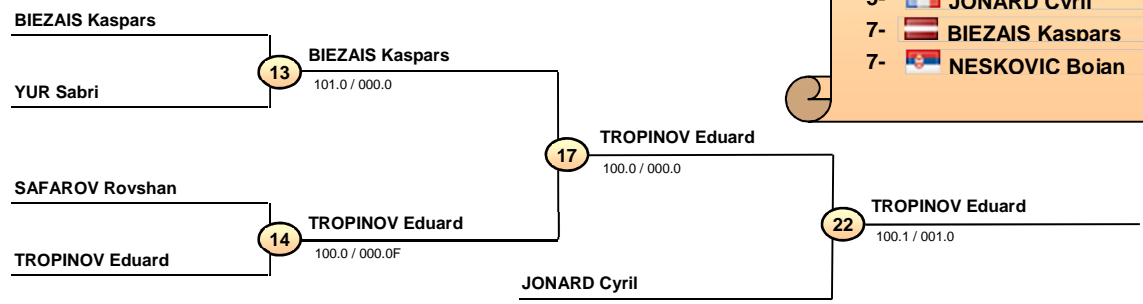 BIEZAIS Kaspars
13
BIEZAIS Kaspars
101.0 / 000.0
YUR Sabri
17
TROPINOV Eduard
100.0 / 000.0
SAFAROV Rovshan
14
TROPINOV Eduard
100.0 / 000.0F
TROPINOV Eduard
22
TROPINOV Eduard
100.1 / 001.0
JONARD Cyril
JONARD Cyril
7- BIEZAIS Kaspars
7- NESKOVIC Bojan